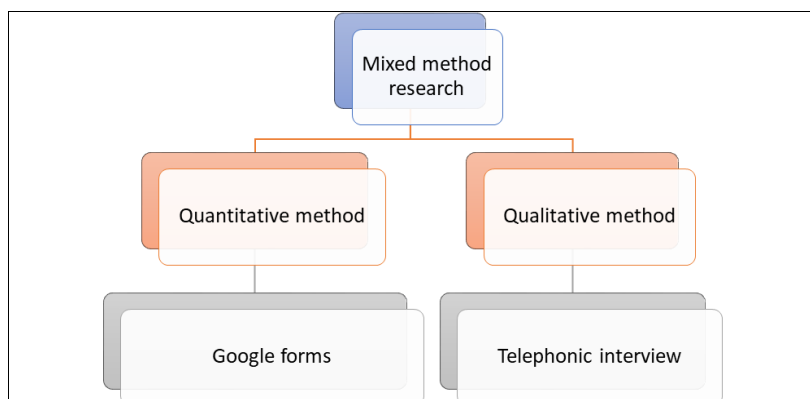 Mixed method
research
Quantitative method
Qualitative method
Google forms
Telephonic interview